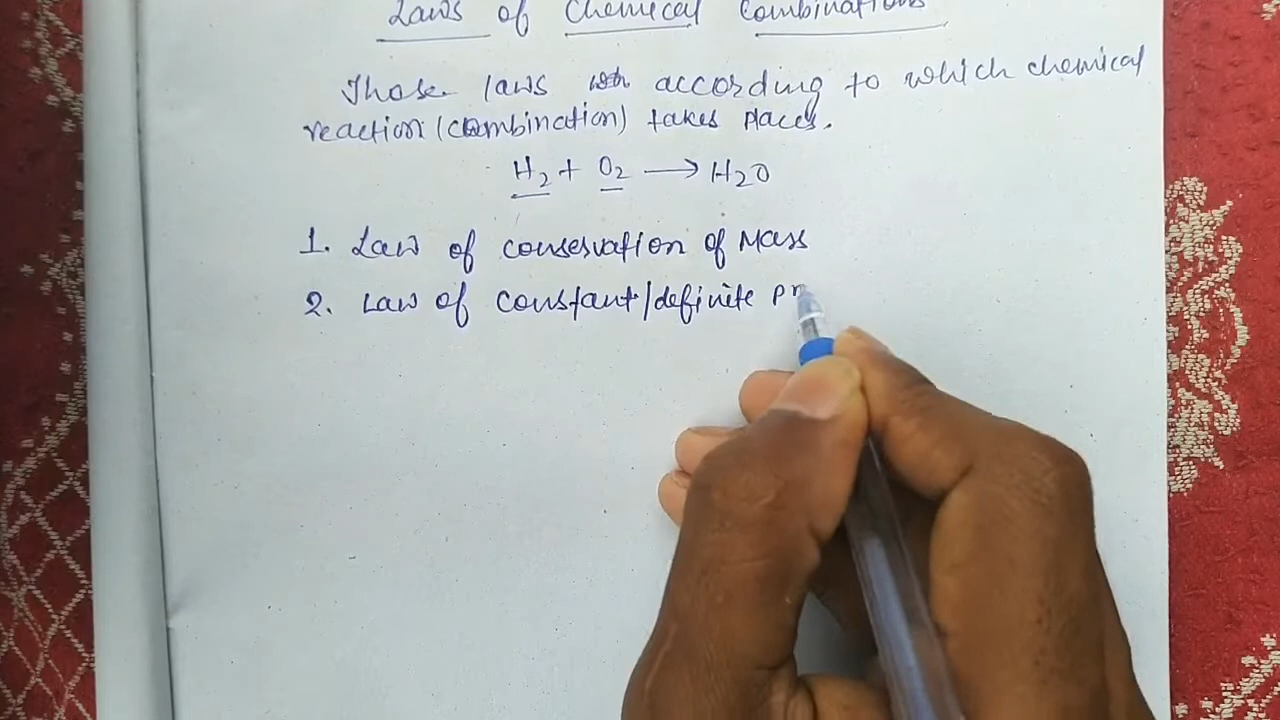 Laws of Chemical Combinations
Those laws according to which chemical
reaction (combination) takes places.
H2 + O2 → H2O
1. Law of conservation of Mass
2. Law of constant/definite Pr